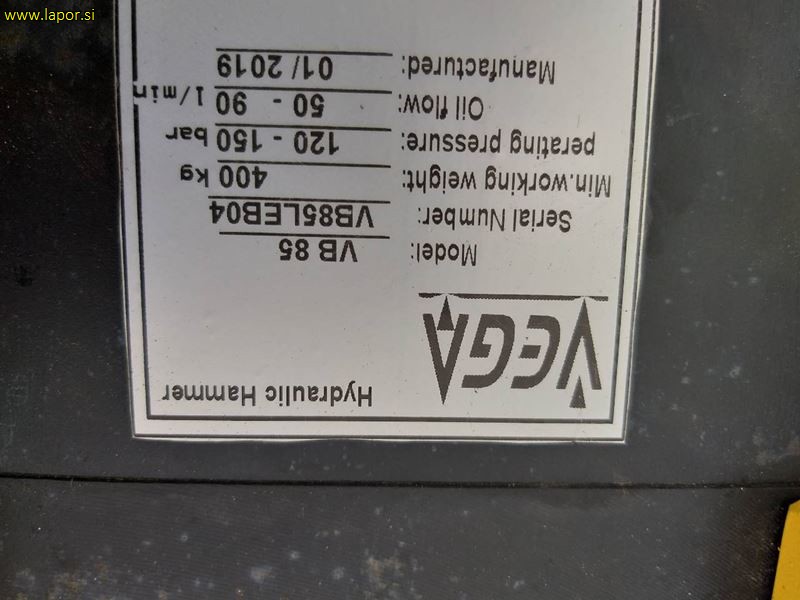 www.lapor.si
VEGA Hydraulic Hammer
Model: VB 85
Serial Number: VB85LEB04
Min.working weight: 400 kg
perating pressure: 120 - 150 bar
Oil flow: 50 - 90 l/min
Manufactured: 01/ 2019